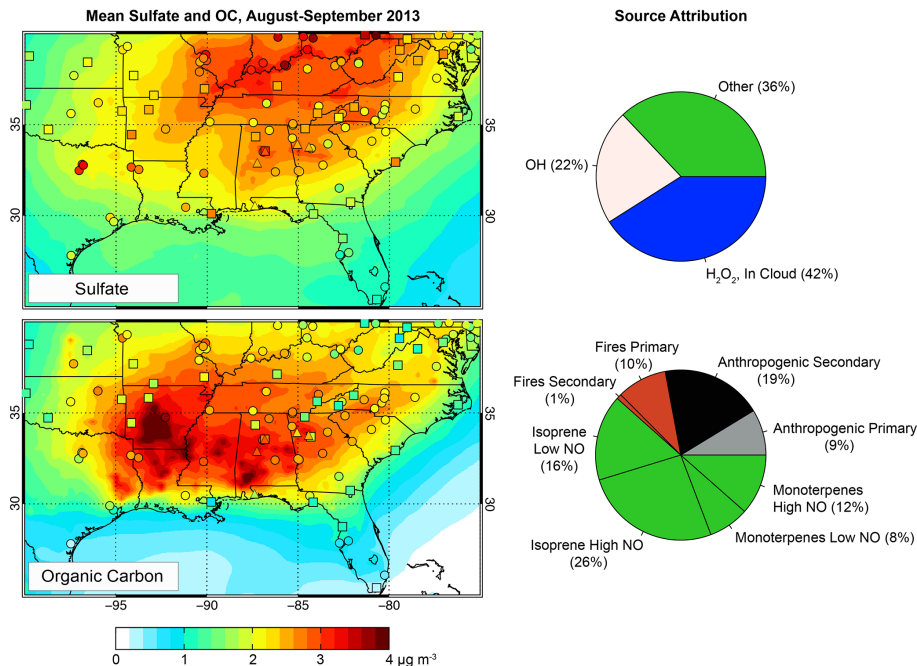 Mean Sulfate and OC, August-September 2013
Source Attribution
35
35
30
30
Sulfate
Other (36%)
OH (22%)
H₂O₂, In Cloud (42%)
35
35
30
30
Organic Carbon
−95
−90
−85
−80
Fires Primary
(10%)
Fires Secondary
(1%)
Anthropogenic Secondary
(19%)
Isoprene
Low NO
(16%)
Anthropogenic Primary
(9%)
Monoterpenes
High NO (12%)
Isoprene High NO
(26%)
Monoterpenes Low NO (8%)
0
1
2
3
4 µg m⁻³